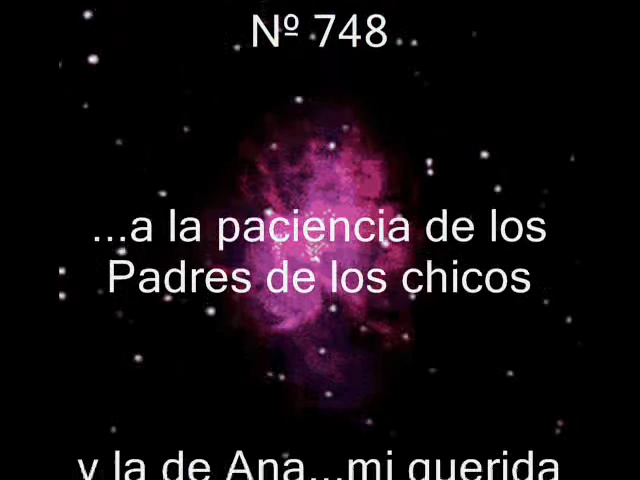 Nº 748
...a la paciencia de los
Padres de los chicos
y la de Ana...mi querida